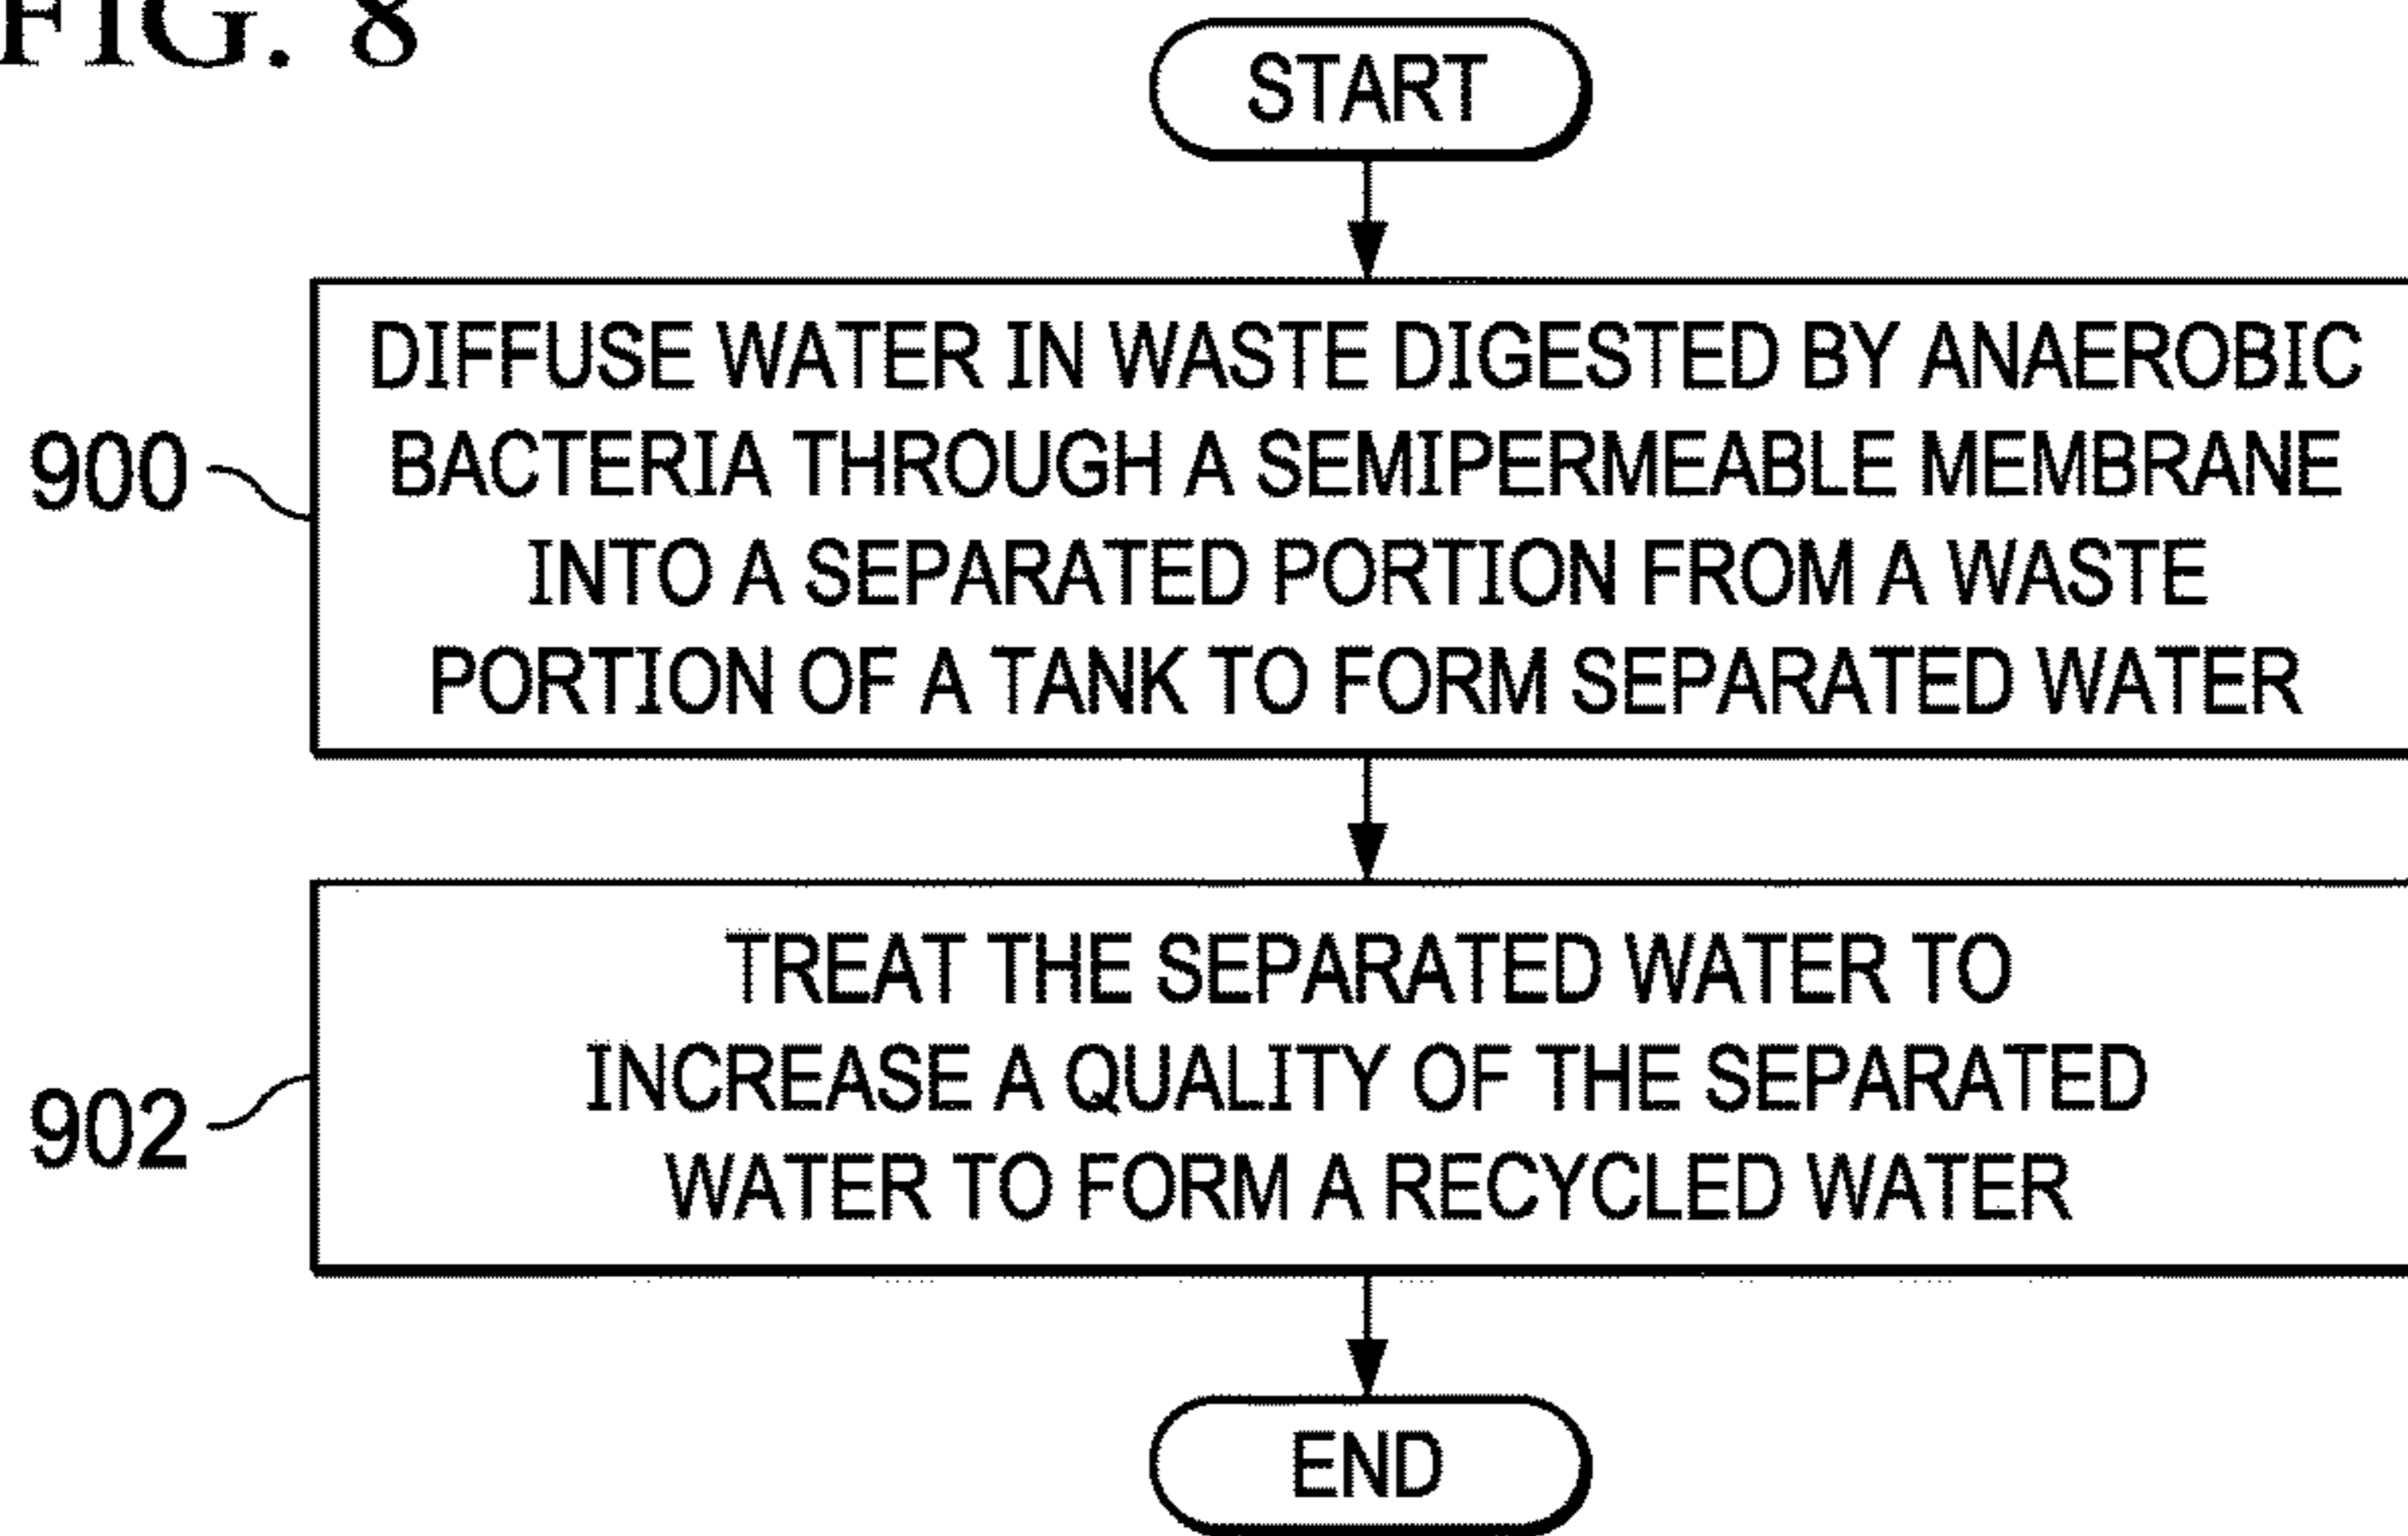 FIG. 8
START
900
DIFFUSE WATER IN WASTE DIGESTED BY ANAEROBIC
BACTERIA THROUGH A SEMIPERMEABLE MEMBRANE
INTO A SEPARATED PORTION FROM A WASTE
PORTION OF A TANK TO FORM SEPARATED WATER
902
TREAT THE SEPARATED WATER TO
INCREASE A QUALITY OF THE SEPARATED
WATER TO FORM A RECYCLED WATER
END